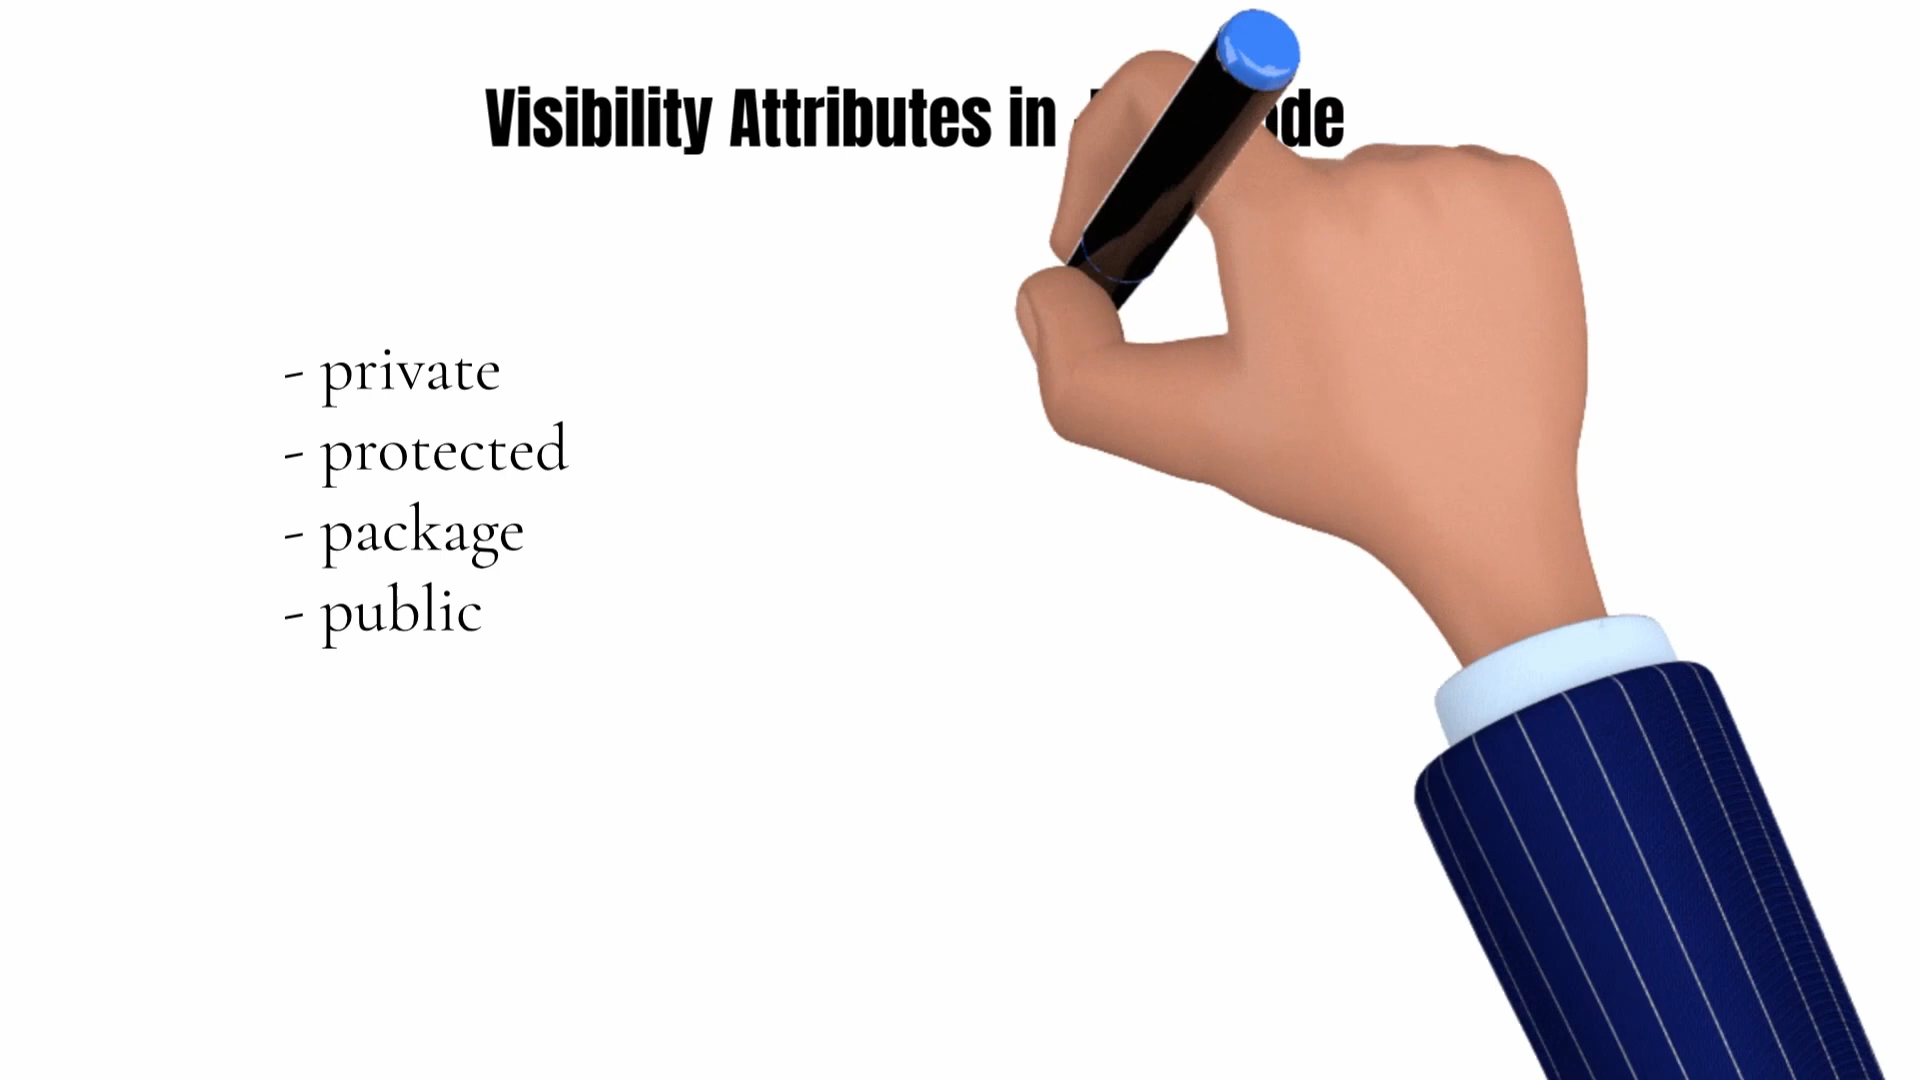 Visibility Attributes in
- private
- protected
- package
- public